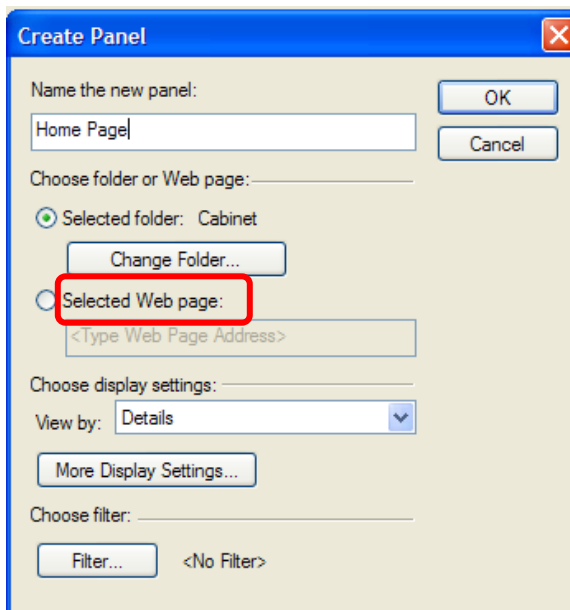 Create Panel
Name the new panel:
OK
Home Page
Cancel
Choose folder or Web page:
Selected folder: Cabinet
Change Folder...
Selected Web page:
<Type Web Page Address>
Choose display settings:
View by: Details
More Display Settings...
Choose filter:
Filter... <No Filter>